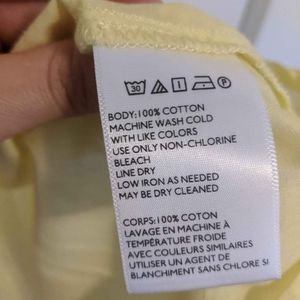 30
P
BODY:100% COTTON
MACHINE WASH COLD
WITH LIKE COLORS
USE ONLY NON-CHLORINE
BLEACH
LINE DRY
LOW IRON AS NEEDED
MAY BE DRY CLEANED
CORPS:100% COTON
LAVAGE EN MACHINE À
TEMPÉRATURE FROIDE
AVEC COULEURS SIMILAIRES
UTILISER UN AGENT DE
BLANCHIMENT SANS CHLORE SI